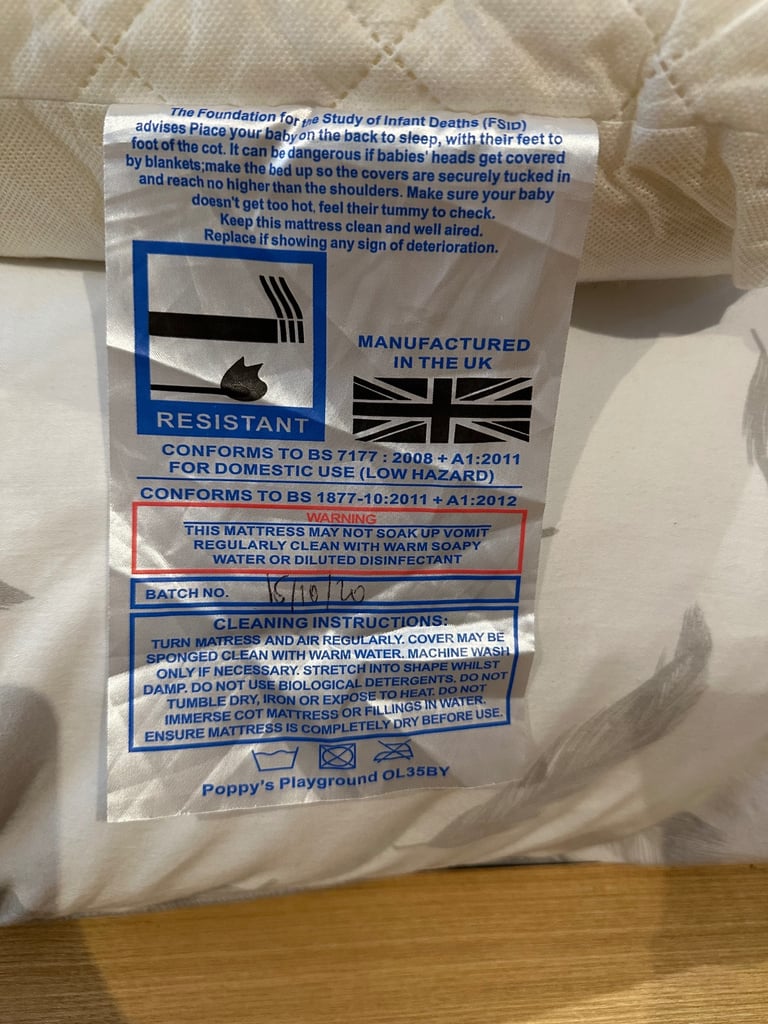 The Foundation for the Study of Infant Deaths (FSID)
advises Place your baby on the back to sleep, with their feet to
foot of the cot. It can be dangerous if babies' heads get covered
by blankets;make the bed up so the covers are securely tucked in
and reach no higher than the shoulders. Make sure your baby
doesn't get too hot, feel their tummy to check.
Keep this mattress clean and well aired.
Replace if showing any sign of deterioration.
RESISTANT
MANUFACTURED
IN THE UK
CONFORMS TO BS 7177 : 2008 + A1:2011
FOR DOMESTIC USE (LOW HAZARD)
CONFORMS TO BS 1877-10:2011 + A1:2012
WARNING
THIS MATTRESS MAY NOT SOAK UP VOMIT
REGULARLY CLEAN WITH WARM SOAPY
WATER OR DILUTED DISINFECTANT
BATCH NO. 15/10/20
CLEANING INSTRUCTIONS:
TURN MATRESS AND AIR REGULARLY. COVER MAY BE
SPONGED CLEAN WITH WARM WATER. MACHINE WASH
ONLY IF NECESSARY. STRETCH INTO SHAPE WHILST
DAMP. DO NOT USE BIOLOGICAL DETERGENTS. DO NOT
TUMBLE DRY, IRON OR EXPOSE TO HEAT. DO NOT
IMMERSE COT MATTRESS OR FILLINGS IN WATER.
ENSURE MATTRESS IS COMPLETELY DRY BEFORE USE.
Poppy's Playground OL35BY